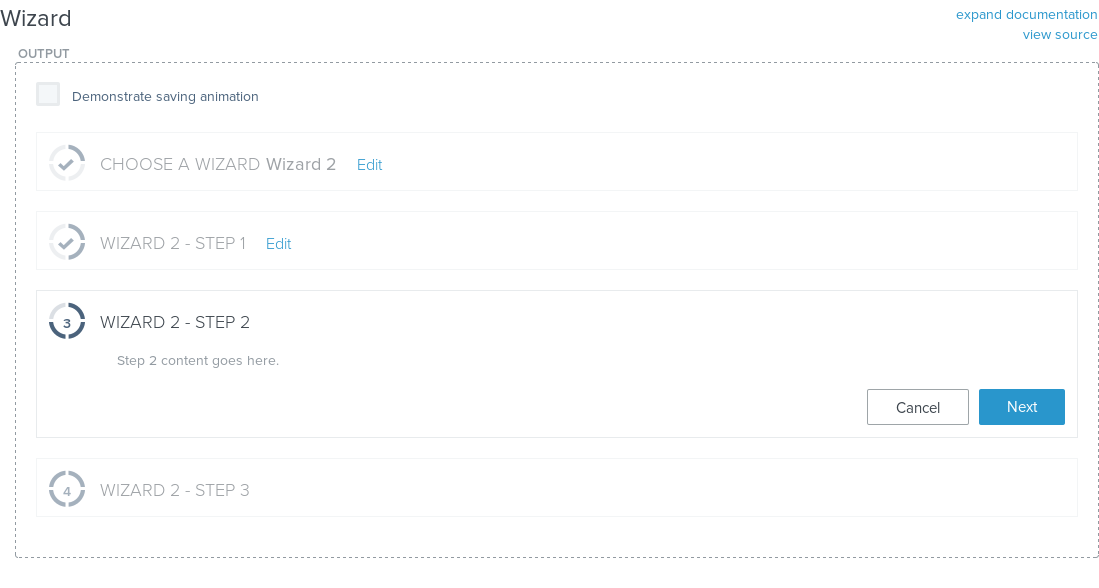 Wizard
expand documentation
view source
OUTPUT
Demonstrate saving animation
CHOOSE A WIZARD Wizard 2 Edit
WIZARD 2 - STEP 1 Edit
3 WIZARD 2 - STEP 2
Step 2 content goes here.
Cancel Next
4 WIZARD 2 - STEP 3